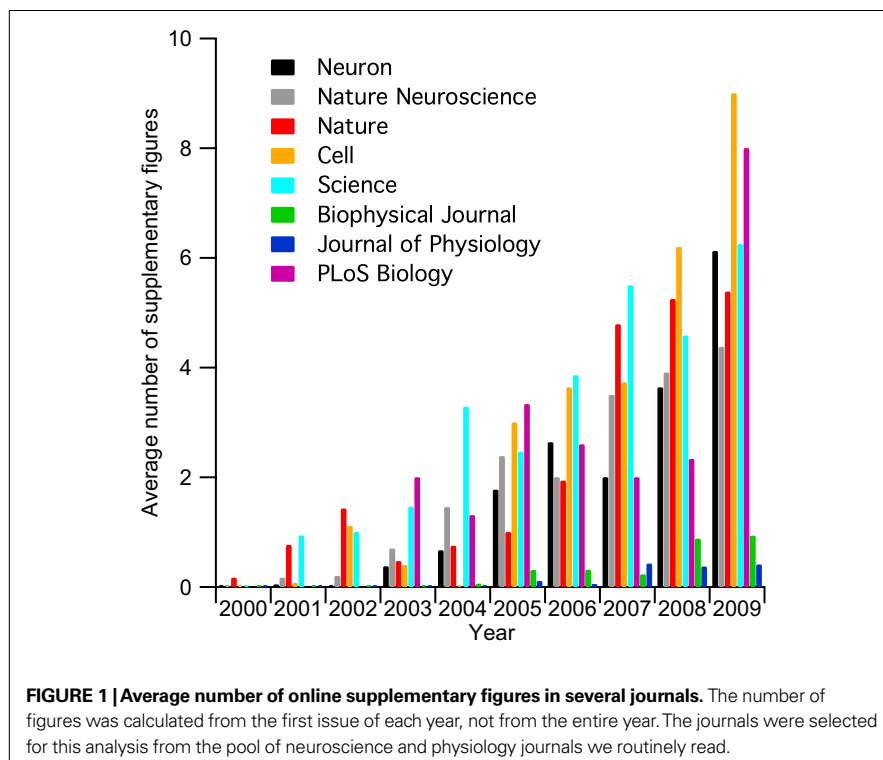 10
8
6
4
2
0
Average number of supplementary figures
Neuron
Nature Neuroscience
Nature
Cell
Science
Biophysical Journal
Journal of Physiology
PLoS Biology
2000 2001 2002 2003 2004 2005 2006 2007 2008 2009
Year
FIGURE 1 | Average number of online supplementary figures in several journals. The number of
figures was calculated from the first issue of each year, not from the entire year. The journals were selected
for this analysis from the pool of neuroscience and physiology journals we routinely read.